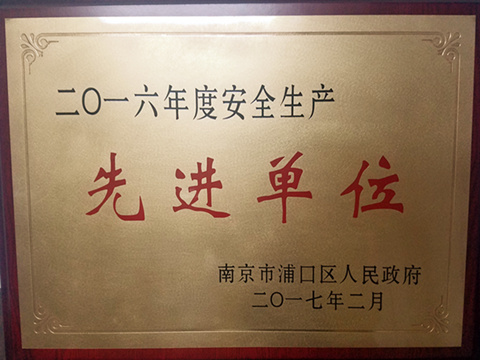 二〇一六年度安全生产
先进单位
南京市浦口区人民政府
二〇一七年二月